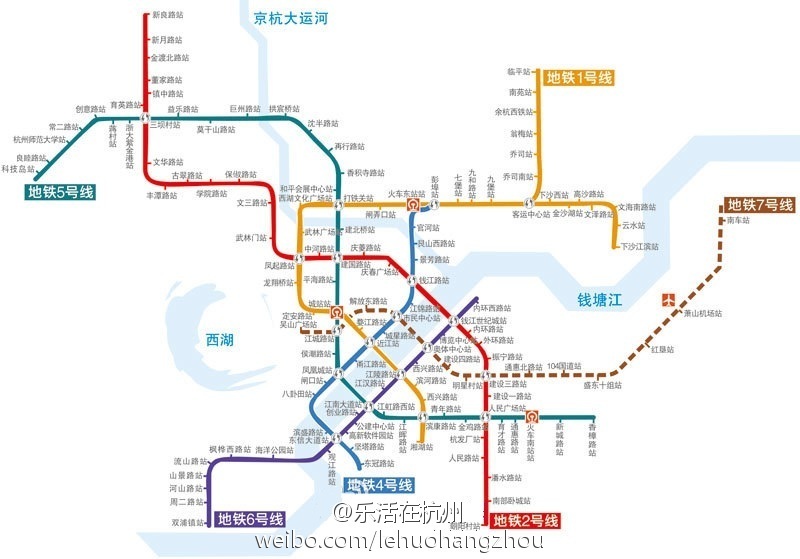 京杭大运河
新良路站
新月路站
金渡北路站
董家路站
镇中路站
育英路站
三坝村站
创意路站
常二路站
杭州师范大学站
良睦路站
科技岛站
地铁5号线
蒋村站
浙大紫金港站
益乐路站
莫干山路站
巨州路站
拱宸桥站
沈半路站
再行路站
香积寺路站
文华路站
丰潭路站
古翠路站
学院路站
保俶路站
文三路站
武林门站
凤起路站
和平会展中心站
西湖文化广场站
打铁关站
闸弄口站
火车东站站
彭埠站
七堡站
九和路站
九堡站
客运中心站
下沙西站
金沙湖站
高沙路站
文泽路站
文海南路站
云水站
下沙江滨站
临平站
南苑站
余杭西铁站
翁梅站
乔司站
乔司南站
地铁1号线
地铁7号线
南车站
萧山机场站
红垦站
盛东十组站
104国道站
通惠北路站
明星村站
钱塘江
西湖
武林广场站
建北桥站
中河路站
庆菱路站
建国路站
庆春广场站
龙翔桥站
平海路站
城站站
定安路站
吴山广场站
解放东路站
江城路站
婺江路站
城星路站
近江站
官河站
艮山西路站
景芳路站
钱江路站
江锦路站
市民中心站
内环西路站
钱江世纪城站
内环路站
外环路站
博览中心站
奥体中心站
建设四路站
振宁路站
建设三路站
建设一路站
人民广场站
侯潮路站
凤凰城站
闸口站
八卦田站
甬江路站
江陵路站
江汉路站
西兴路站
滨河路站
西兴站
滨康路站
湘湖站
江南大道站
创业路站
江虹路西站
江晖路站
青年路站
金鸡路站
杭发厂站
人民路站
潘水路站
南部卧城站
朝阳村站
地铁2号线
育才路站
通惠路站
火车南站站
新城路站
香樟路站
滨盛路站
东信大道站
公建中心站
高新软件园站
坚塔路站
东冠路站
观江路站
地铁4号线
枫桦西路站
海洋公园站
流山路站
山景路站
河山路站
周二路站
双浦镇站
地铁6号线
@乐活在杭州
weibo.com/lehuohangzhou